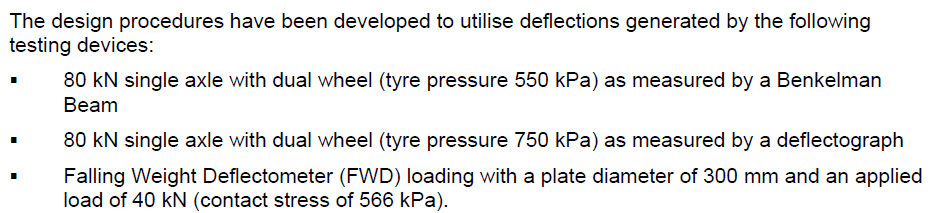 The design procedures have been developed to utilise deflections generated by the following
testing devices:
▪ 80 kN single axle with dual wheel (tyre pressure 550 kPa) as measured by a Benkelman
Beam
▪ 80 kN single axle with dual wheel (tyre pressure 750 kPa) as measured by a deflectograph
▪ Falling Weight Deflectometer (FWD) loading with a plate diameter of 300 mm and an applied
load of 40 kN (contact stress of 566 kPa).